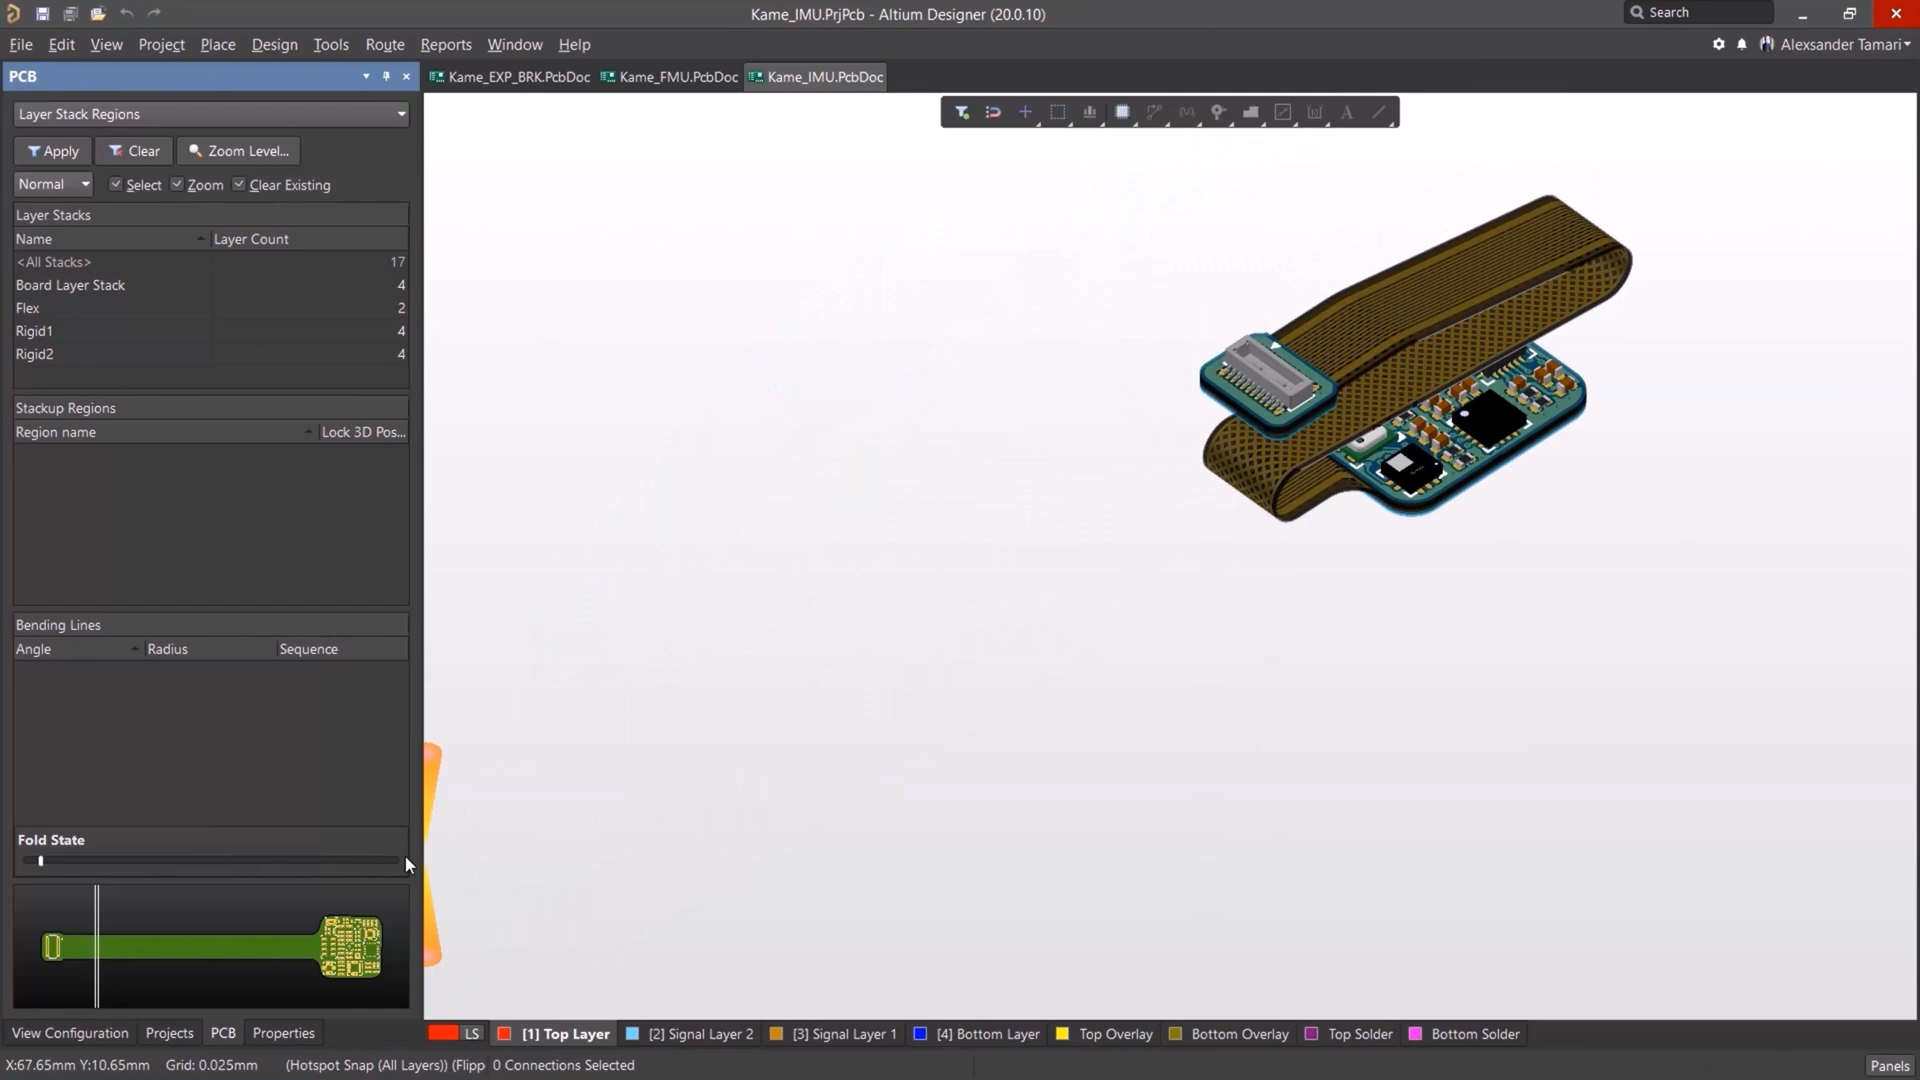 Kame_IMU.PrjPcb - Altium Designer (20.0.10)
Search
File Edit View Project Place Design Tools Route Reports Window Help
Alexsander Tamari
PCB
Kame_EXP_BRK.PcbDoc Kame_FMU.PcbDoc Kame_IMU.PcbDoc
Layer Stack Regions
Apply Clear Zoom Level...
Normal Select Zoom Clear Existing
Layer Stacks
Name Layer Count
<All Stacks> 17
Board Layer Stack 4
Flex 2
Rigid1 4
Rigid2 4
Stackup Regions
Region name Lock 3D Pos...
Bending Lines
Angle Radius Sequence
Fold State
View Configuration Projects PCB Properties
LS [1] Top Layer [2] Signal Layer 2 [3] Signal Layer 1 [4] Bottom Layer Top Overlay Bottom Overlay Top Solder Bottom Solder
X:67.65mm Y:10.65mm Grid: 0.025mm (Hotspot Snap (All Layers)) (Flipp 0 Connections Selected
Panels